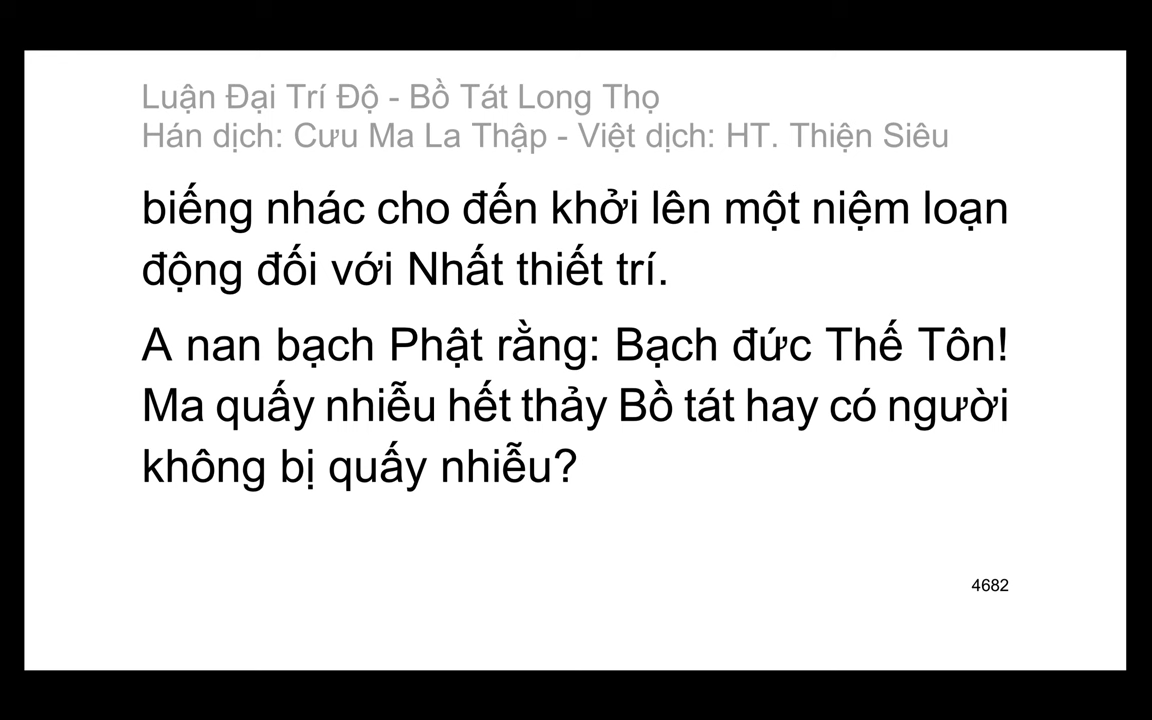 Luận Đại Trí Độ - Bồ Tát Long Thọ
Hán dịch: Cưu Ma La Thập - Việt dịch: HT. Thiện Siêu
biếng nhác cho đến khởi lên một niệm loạn
động đối với Nhất thiết trí.
A nan bạch Phật rằng: Bạch đức Thế Tôn!
Ma quấy nhiễu hết thảy Bồ tát hay có người
không bị quấy nhiễu?
4682